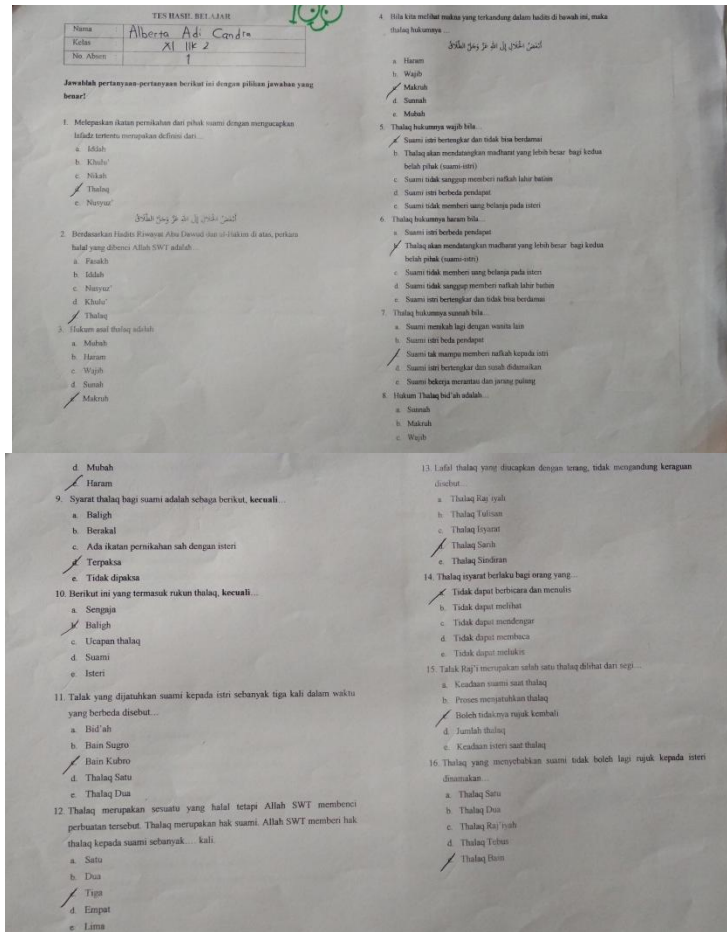 TES HASIL BELAJAR
100
Nama Alberta Adi Candra
Kelas XI IIK 2
No. Absen 1
Jawablah pertanyaan-pertanyaan berikut ini dengan pilihan jawaban yang
benar!
1. Melepaskan ikatan pernikahan dari pihak suami dengan mengucapkan
lafadz tertentu merupakan definisi dari...
a. Iddah
b. Khulu'
c. Nikah
d. Thalaq
e. Nusyuz'
2. Berdasarkan Hadits Riwayat Abu Dawud dan al-Hakim di atas, perkara
halal yang dibenci Allah SWT adalah...
a. Fasakh
b. Iddah
c. Nusyuz'
d. Khulu'
e. Thalaq
3. Hukum asal thalaq adalah
a. Mubah
b. Haram
c. Wajib
d. Sunah
e. Makruh
4. Bila kita melihat makna yang terkandung dalam hadits di bawah ini, maka
thalaq hukumnya ...
a. Haram
b. Wajib
c. Makruh
d. Sunnah
e. Mubah
5. Thalaq hukumnya wajib bila...
a. Suami istri bertengkar dan tidak bisa berdamai
b. Thalaq akan mendatangkan madharat yang lebih besar bagi kedua
belah pihak (suami-istri)
c. Suami tidak sanggup memberi nafkah lahir batin
d. Suami istri berbeda pendapat
e. Suami tidak memberi uang belanja pada isteri
6. Thalaq hukumnya haram bila...
a. Suami istri berbeda pendapat
b. Thalaq akan mendatangkan madharat yang lebih besar bagi kedua
belah pihak (suami-istri)
c. Suami tidak memberi uang belanja pada isteri
d. Suami tidak sanggup memberi nafkah lahir batin
e. Suami istri bertengkar dan tidak bisa berdamai
7. Thalaq hukumnya sunnah bila...
a. Suami menikah lagi dengan wanita lain
b. Suami istri beda pendapat
c. Suami tak mampu memberi nafkah kepada istri
d. Suami istri bertengkar dan susah didamaikan
e. Suami bekerja merantau dan jarang pulang
8. Hukum Thalaq bid'ah adalah...
a. Sunnah
b. Makruh
c. Wajib
d. Mubah
e. Haram
9. Syarat thalaq bagi suami adalah sebaga berikut, kecuali...
a. Baligh
b. Berakal
c. Ada ikatan pernikahan sah dengan isteri
d. Terpaksa
e. Tidak dipaksa
10. Berikut ini yang termasuk rukun thalaq, kecuali...
a. Sengaja
b. Baligh
c. Ucapan thalaq
d. Suami
e. Isteri
11. Talak yang dijatuhkan suami kepada istri sebanyak tiga kali dalam waktu
yang berbeda disebut...
a. Bid'ah
b. Bain Sugro
c. Bain Kubro
d. Thalaq Satu
e. Thalaq Dua
12. Thalaq merupakan sesuatu yang halal tetapi Allah SWT membenci
perbuatan tersebut. Thalaq merupakan hak suami. Allah SWT memberi hak
thalaq kepada suami sebanyak.... kali.
a. Satu
b. Dua
c. Tiga
d. Empat
e. Lima
13. Lafal thalaq yang diucapkan dengan terang, tidak mengandung keraguan
disebut...
a. Thalaq Raj'iyah
b. Thalaq Tulisan
c. Thalaq Isyarat
d. Thalaq Sarih
e. Thalaq Sindiran
14. Thalaq isyarat berlaku bagi orang yang...
a. Tidak dapat berbicara dan menulis
b. Tidak dapat melihat
c. Tidak dapat mendengar
d. Tidak dapat membaca
e. Tidak dapat melukis
15. Talak Raj'i merupakan salah satu thalaq dilihat dari segi...
a. Keadaan suami saat thalaq
b. Proses menjatuhkan thalaq
c. Boleh tidaknya rujuk kembali
d. Jumlah thalaq
e. Keadaan isteri saat thalaq
16. Thalaq yang menyebabkan suami tidak boleh lagi rujuk kepada isteri
dinamakan...
a. Thalaq Satu
b. Thalaq Dua
c. Thalaq Raj'iyah
d. Thalaq Tebus
e. Thalaq Bain